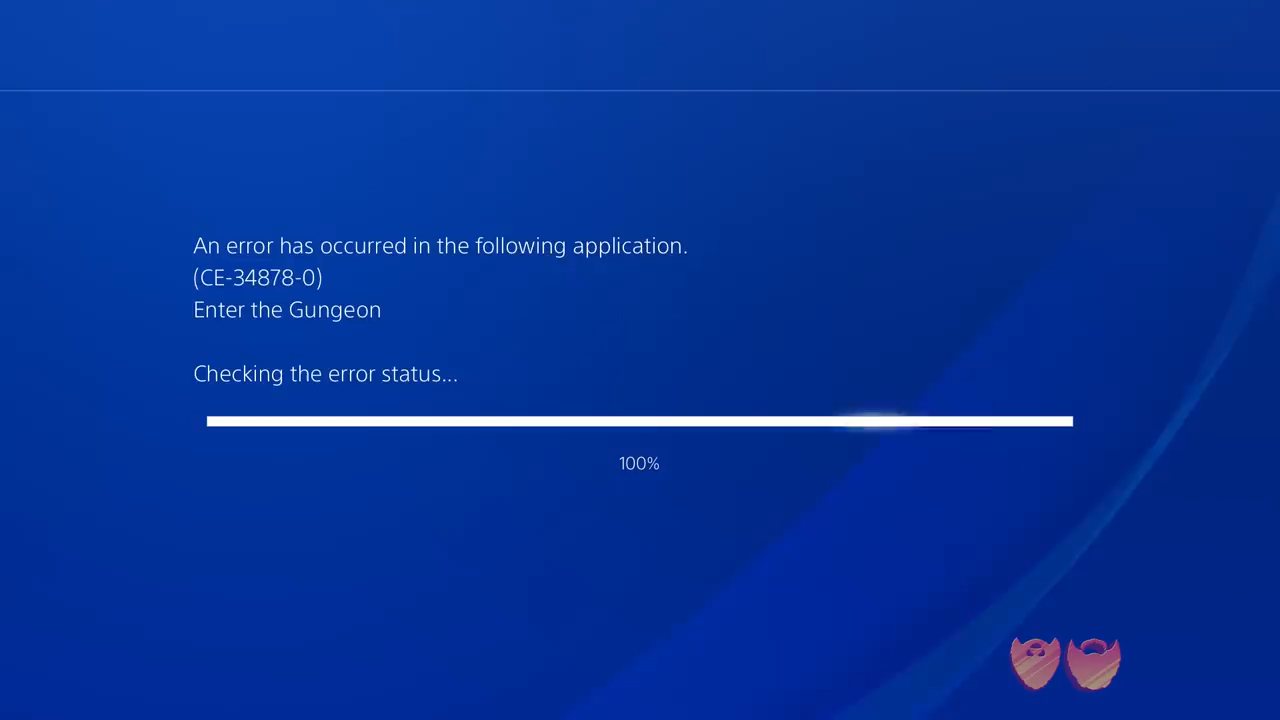 An error has occurred in the following application.
(CE-34878-0)
Enter the Gungeon
Checking the error status...
100%